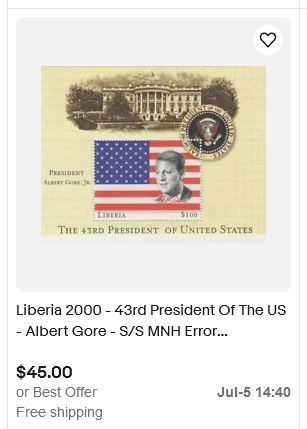 PRESIDENT
ALBERT GORE, JR.
LIBERIA $100
THE 43RD PRESIDENT OF UNITED STATES
Liberia 2000 - 43rd President Of The US
- Albert Gore - S/S MNH Error...
$45.00
or Best Offer Jul-5 14:40
Free shipping